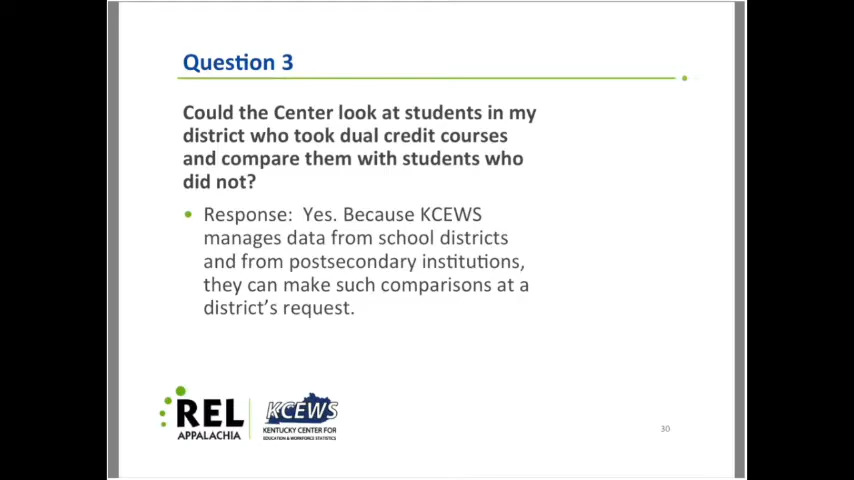 Question 3
Could the Center look at students in my
district who took dual credit courses
and compare them with students who
did not?
• Response:  Yes. Because KCEWS
manages data from school districts
and from postsecondary institutions,
they can make such comparisons at a
district’s request.
REL
APPALACHIA
KCEWS
KENTUCKY CENTER FOR
EDUCATION & WORKFORCE STATISTICS
30